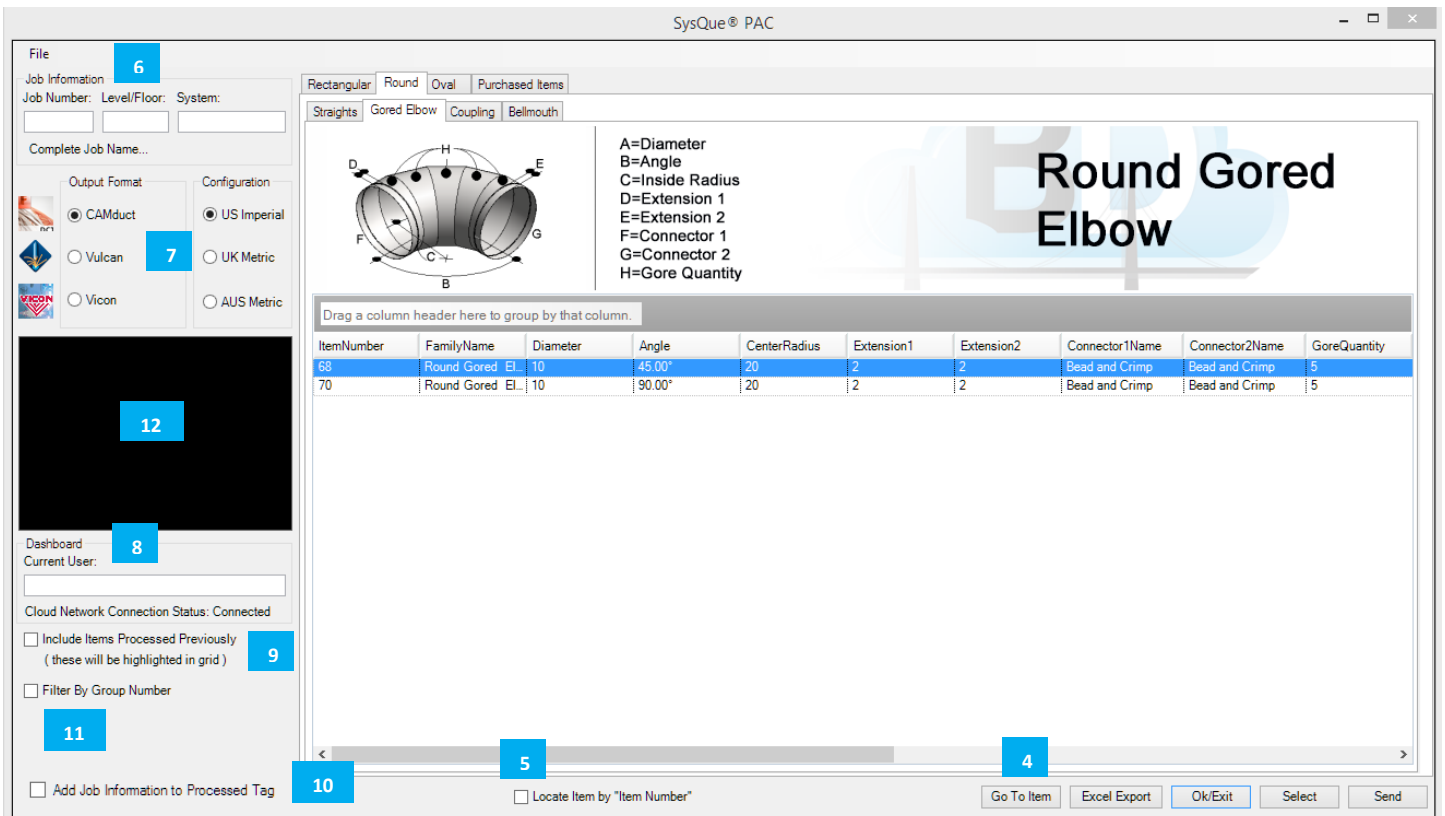 SysQue® PAC
File
6
Job Information
Job Number: Level/Floor: System:
Complete Job Name...
Output Format
Configuration
CAMduct
US Imperial
7
Vulcan
UK Metric
VICON
Vicon
AUS Metric
12
Dashboard
8
Current User:
Cloud Network Connection Status: Connected
Include Items Processed Previously
( these will be highlighted in grid )
9
Filter By Group Number
11
Add Job Information to Processed Tag
10
Rectangular Round Oval Purchased Items
Straights Gored Elbow Coupling Bellmouth
D
H
E
F
G
C
B
A=Diameter
B=Angle
C=Inside Radius
D=Extension 1
E=Extension 2
F=Connector 1
G=Connector 2
H=Gore Quantity
BD
Round Gored
Elbow
Drag a column header here to group by that column.
ItemNumber FamilyName Diameter Angle CenterRadius Extension1 Extension2 Connector1Name Connector2Name GoreQuantity
68 Round Gored El... 10 45.00° 20 2 2 Bead and Crimp Bead and Crimp 5
70 Round Gored El... 10 90.00° 20 2 2 Bead and Crimp Bead and Crimp 5
5
4
Locate Item by "Item Number"
Go To Item Excel Export Ok/Exit Select Send